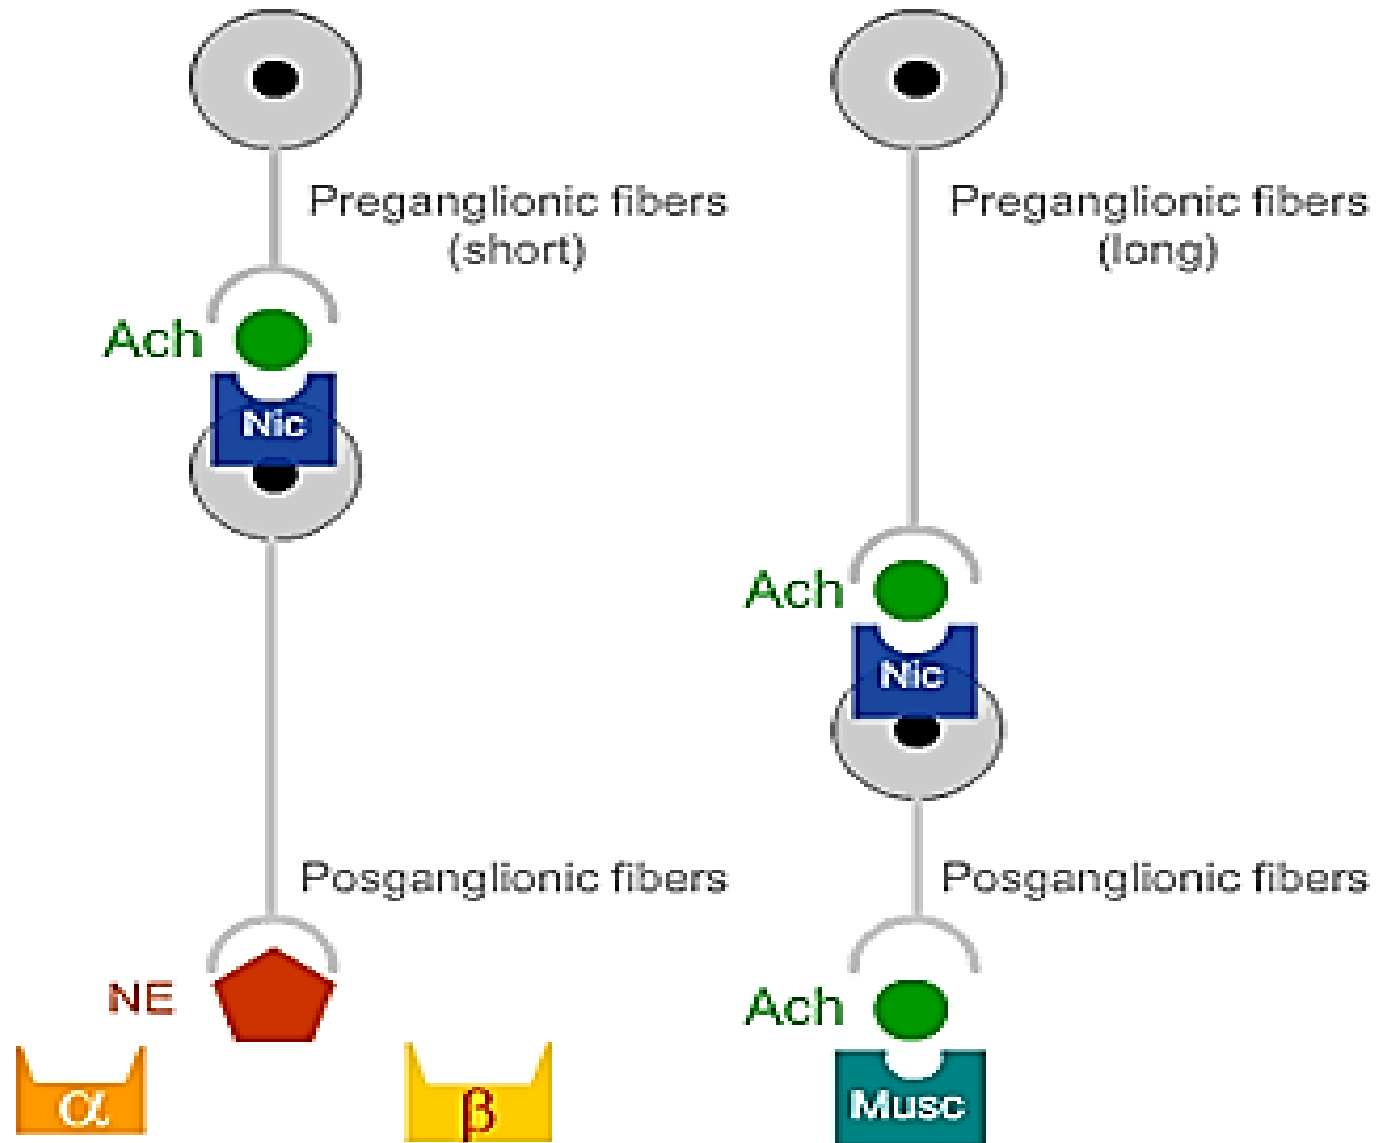 Preganglionic fibers
(short)
Ach
Nic
Posganglionic fibers
NE
α
β
Preganglionic fibers
(long)
Ach
Nic
Posganglionic fibers
Ach
Musc